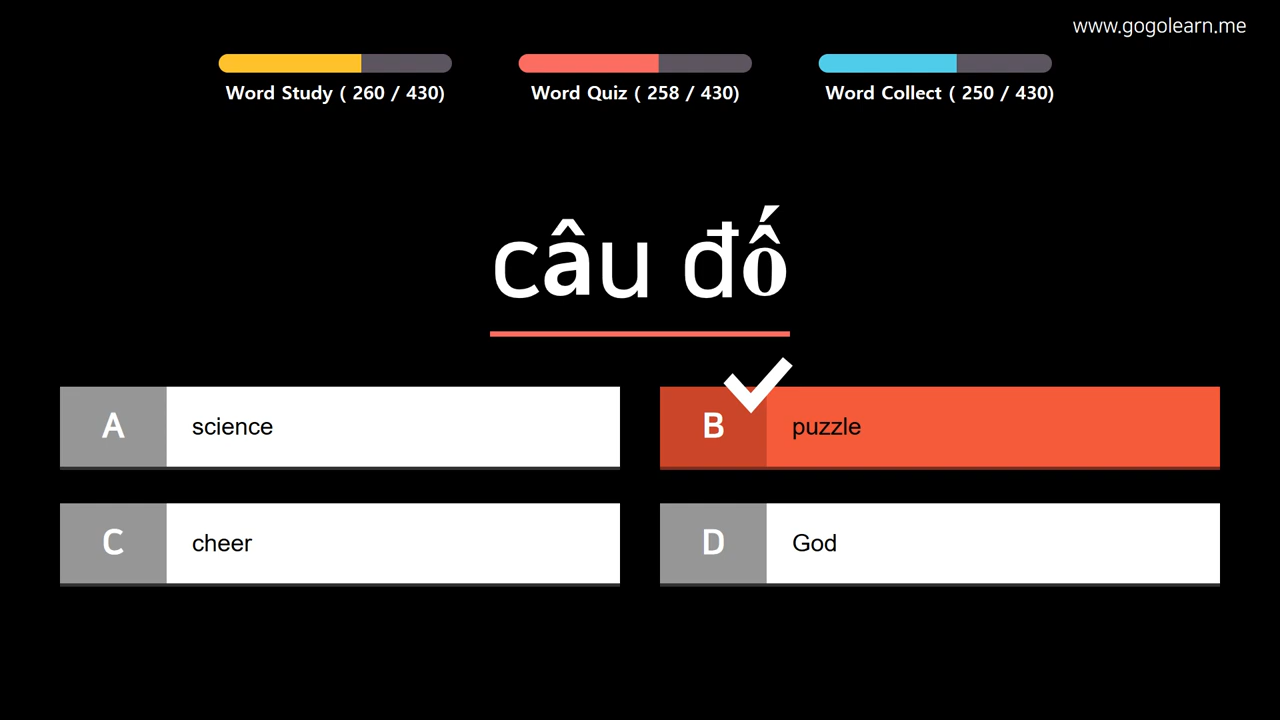 www.gogolearn.me
Word Study ( 260 / 430)
Word Quiz ( 258 / 430)
Word Collect ( 250 / 430)
câu đố
A science
B puzzle
C cheer
D God